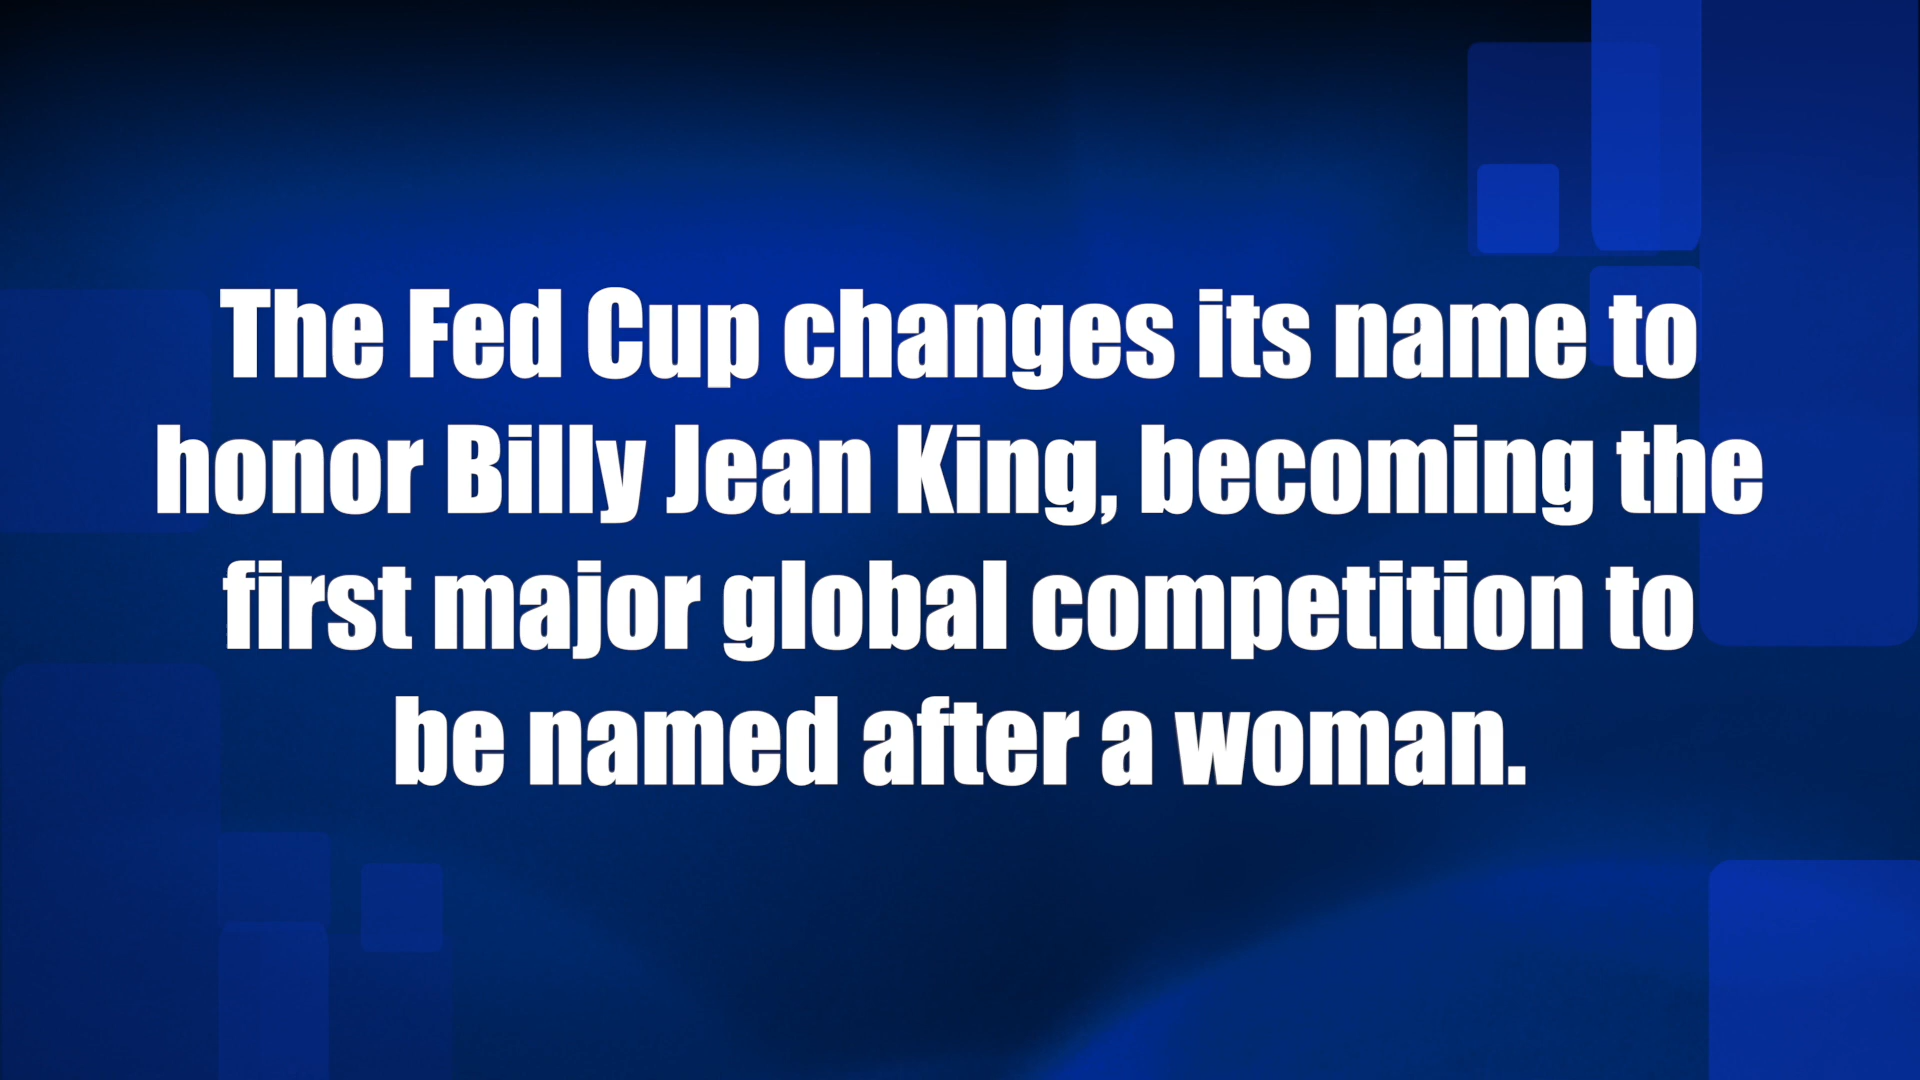 The Fed Cup changes its name to
honor Billy Jean King, becoming the
first major global competition to
be named after a woman.